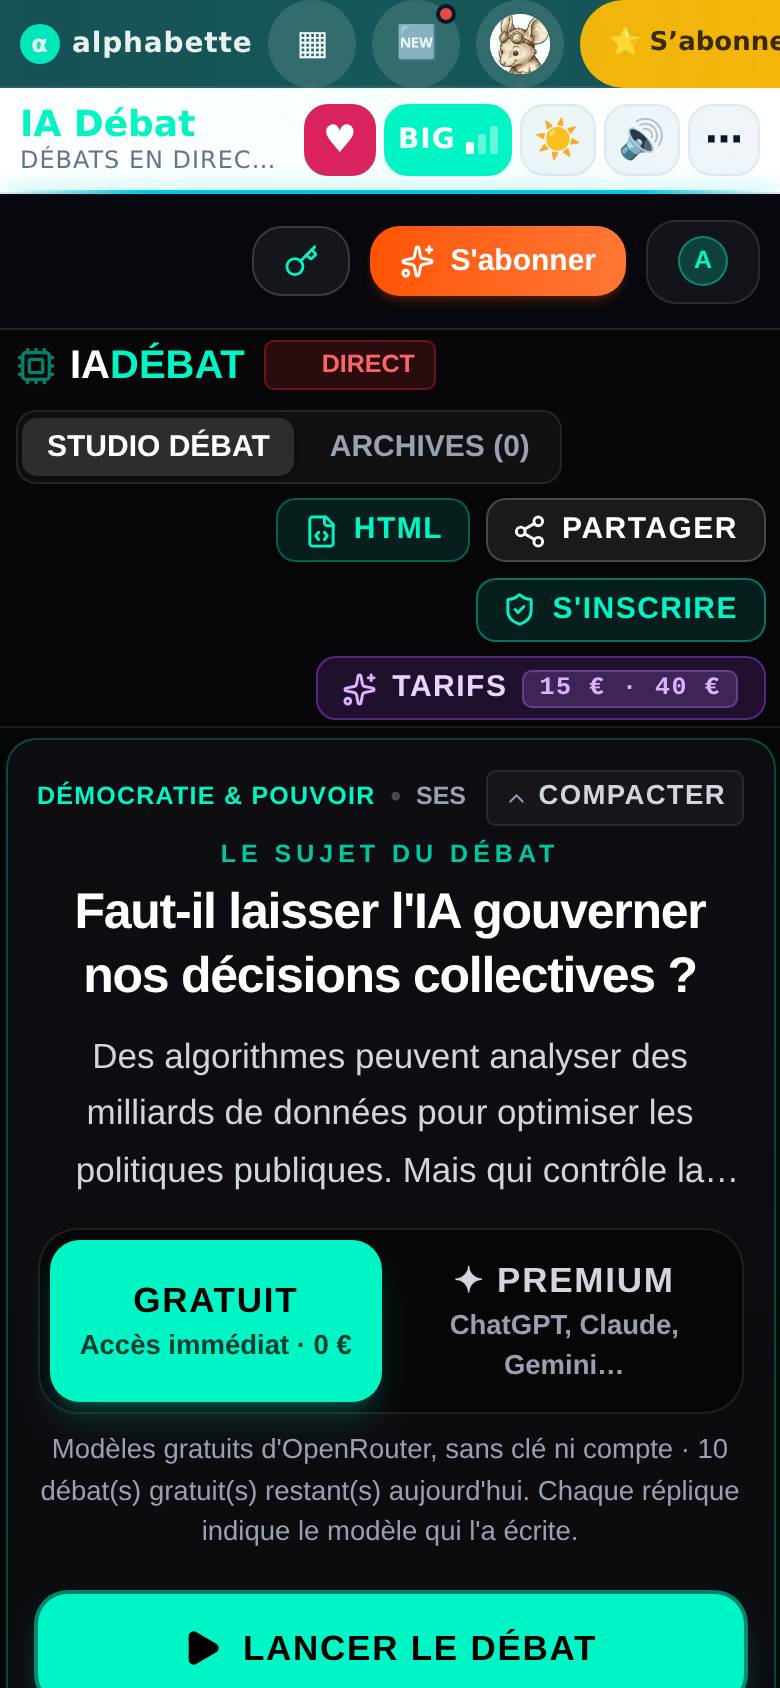 α alphabette NEW ⭐ S’abonne
IA Débat
DÉBATS EN DIREC...
BIG
S'abonner A
IADÉBAT DIRECT
STUDIO DÉBAT ARCHIVES (0)
HTML PARTAGER
S'INSCRIRE
TARIFS 15 € · 40 €
DÉMOCRATIE & POUVOIR • SES COMPACTER
LE SUJET DU DÉBAT
Faut-il laisser l'IA gouverner
nos décisions collectives ?
Des algorithmes peuvent analyser des
milliards de données pour optimiser les
politiques publiques. Mais qui contrôle la…
GRATUIT
Accès immédiat · 0 €
✦ PREMIUM
ChatGPT, Claude,
Gemini…
Modèles gratuits d'OpenRouter, sans clé ni compte · 10
débat(s) gratuit(s) restant(s) aujourd'hui. Chaque réplique
indique le modèle qui l'a écrite.
LANCER LE DÉBAT